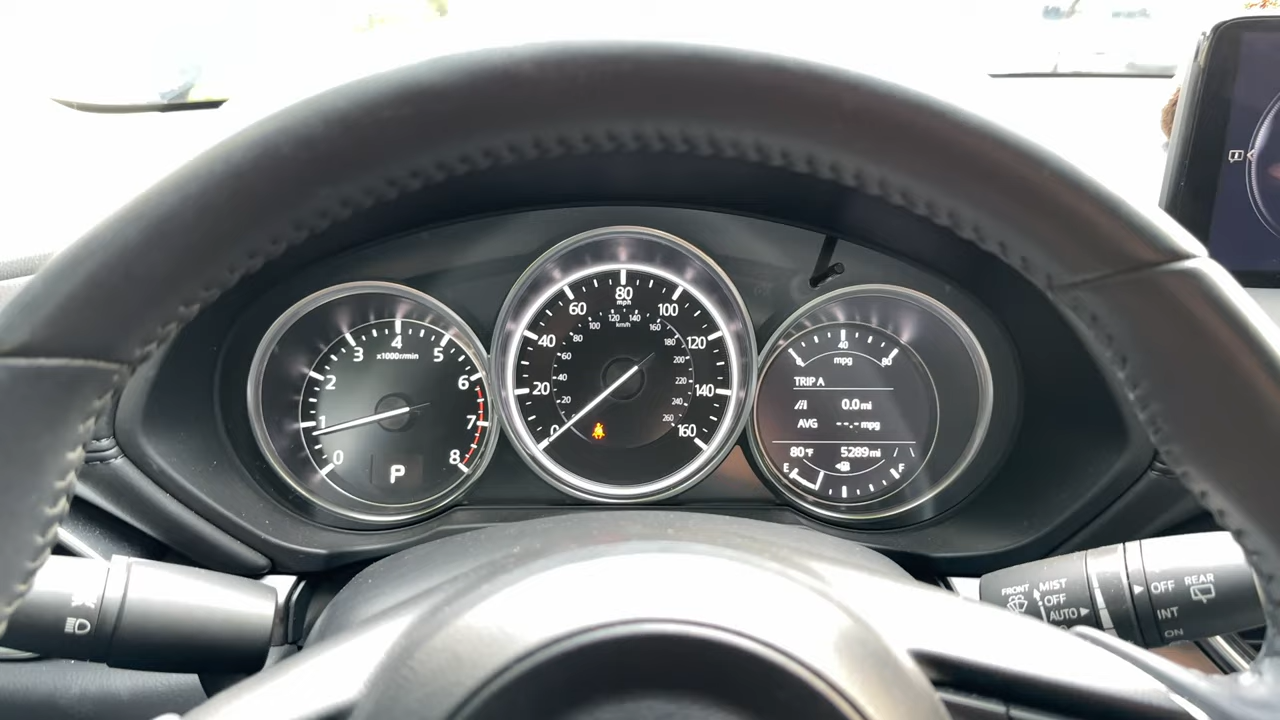 0
1
2
3
4
5
6
7
8
x1000r/min
P
0
20
40
60
80
100
120
140
160
mph
20
40
60
80
100
120
140
160
180
200
220
240
260
km/h
40
80
mpg
TRIP A
0.0 mi
AVG --.- mpg
80°F 5289 mi
E F
FRONT MIST
OFF
AUTO
OFF REAR
INT
ON